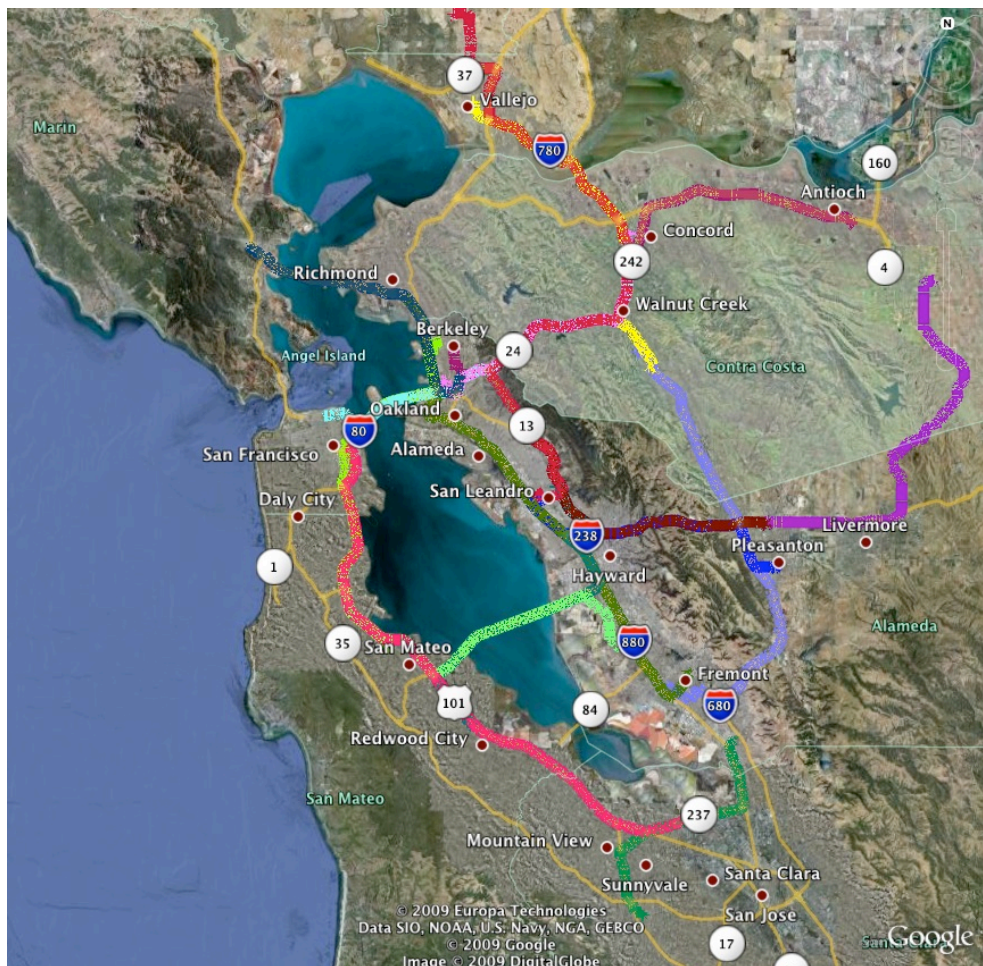 N
37
Vallejo
Marin
780
160
Antioch
Concord
242
4
Richmond
Walnut Creek
Berkeley
24
Angel Island
Contra Costa
Oakland
13
80
Alameda
San Francisco
San Leandro
Daly City
238
Livermore
Pleasanton
Hayward
1
880
Alameda
35
San Mateo
Fremont
101
84
680
Redwood City
San Mateo
237
Mountain View
Sunnyvale
Santa Clara
San Jose
© 2009 Europa Technologies
Data SIO, NOAA, U.S. Navy, NGA, GEBCO
© 2009 Google
Image © 2009 DigitalGlobe
17
Santa Clara
Google